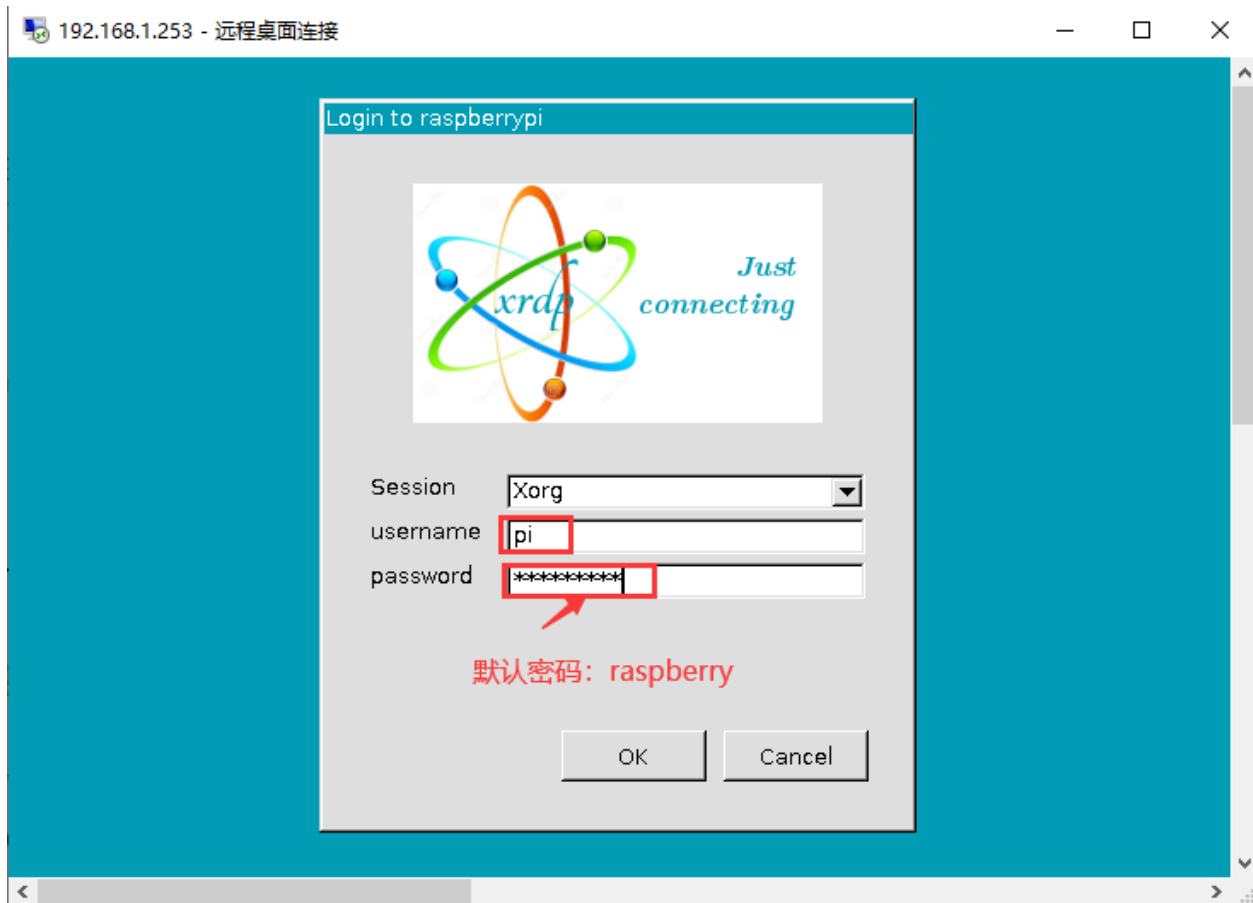 192.168.1.253 - 远程桌面连接
Login to raspberrypi
xrdp
Just
connecting
Session
Xorg
username
pi
password
*********
默认密码：raspberry
OK
Cancel